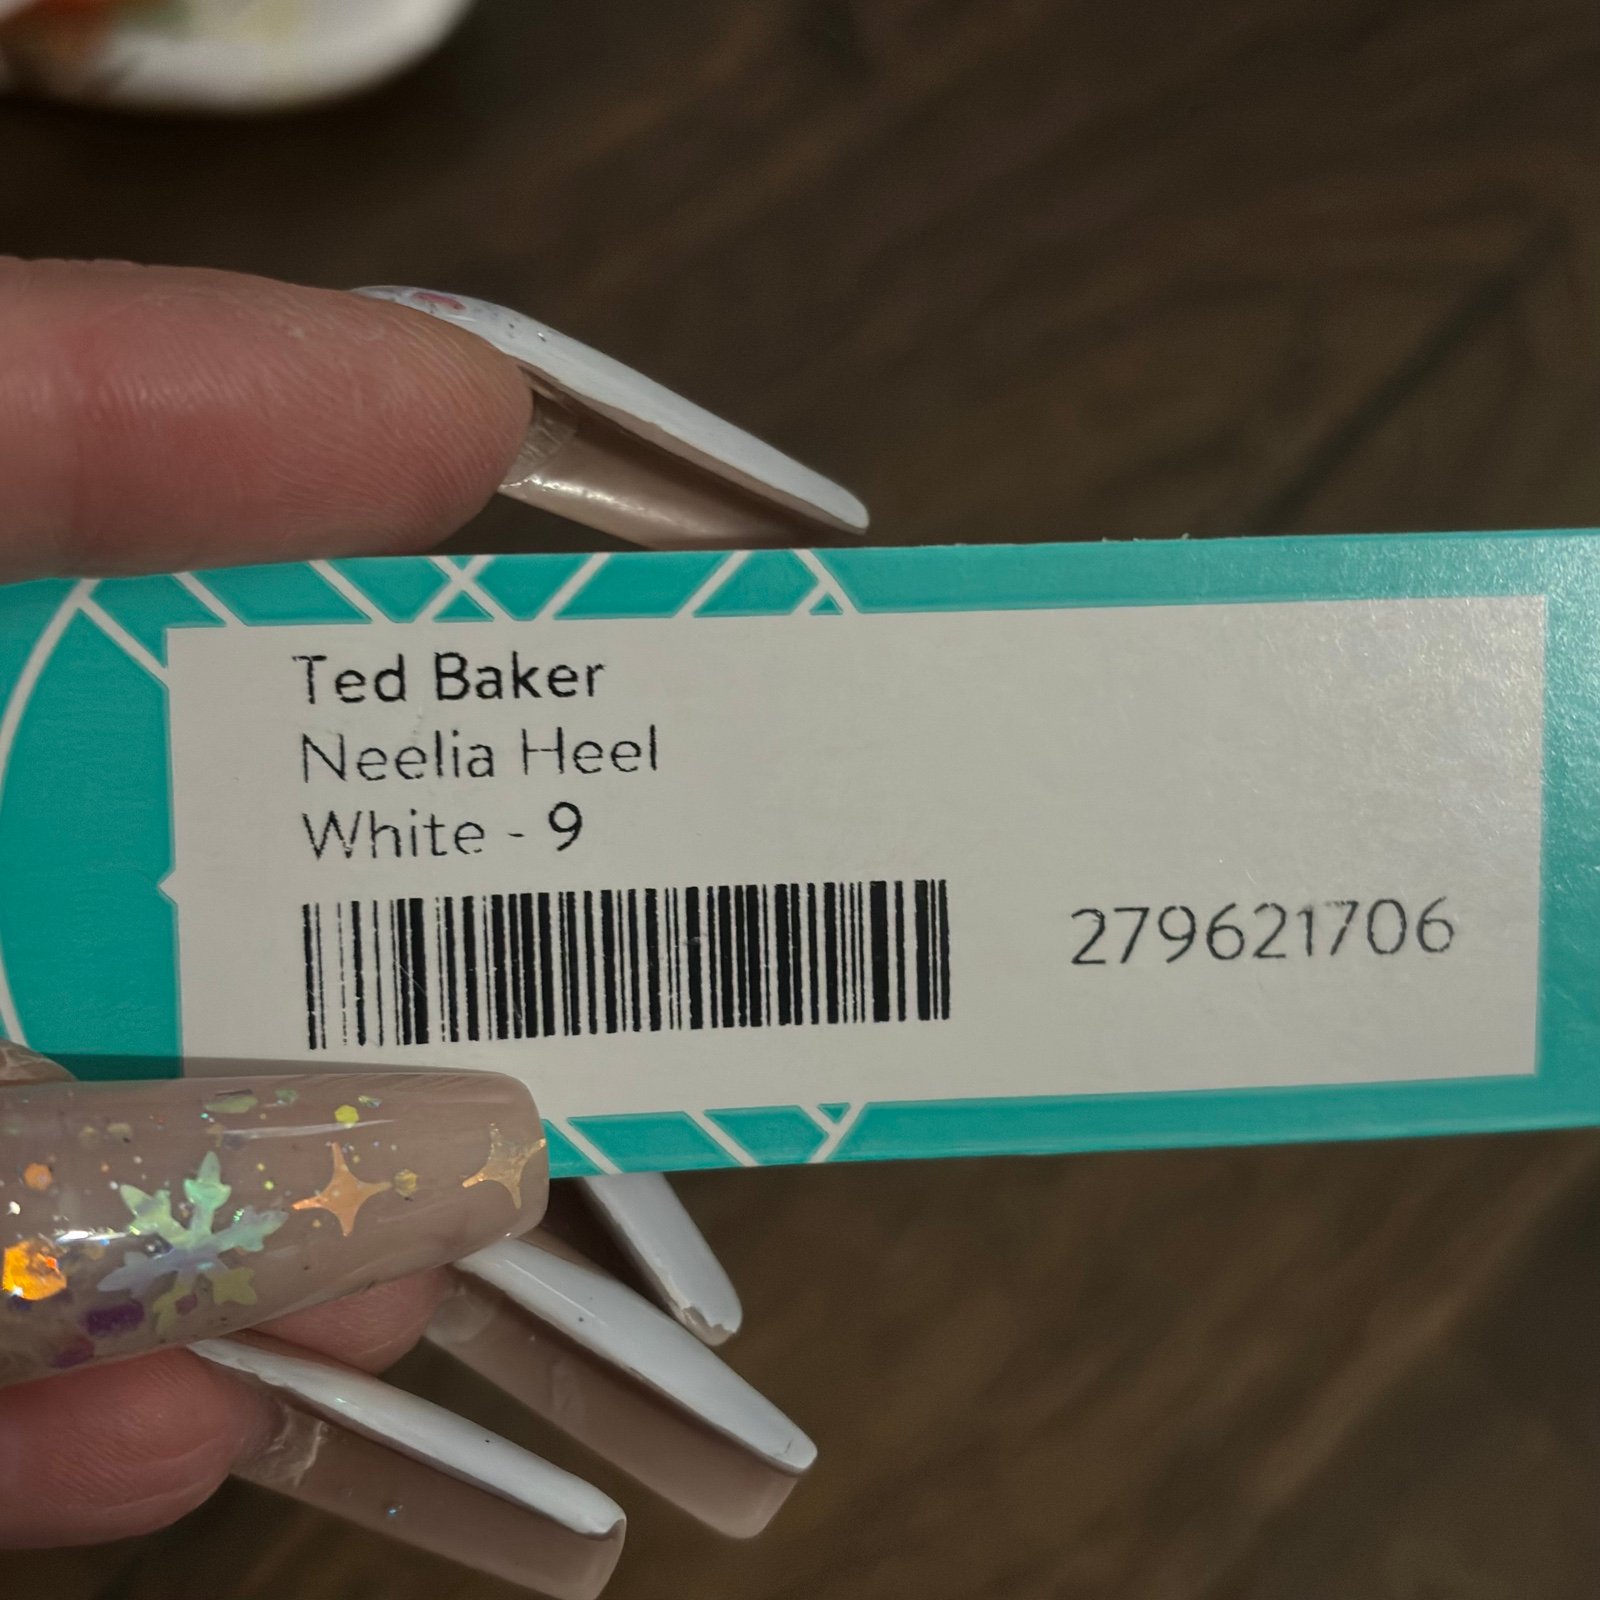 Ted Baker
Neelia Heel
White - 9
279621706